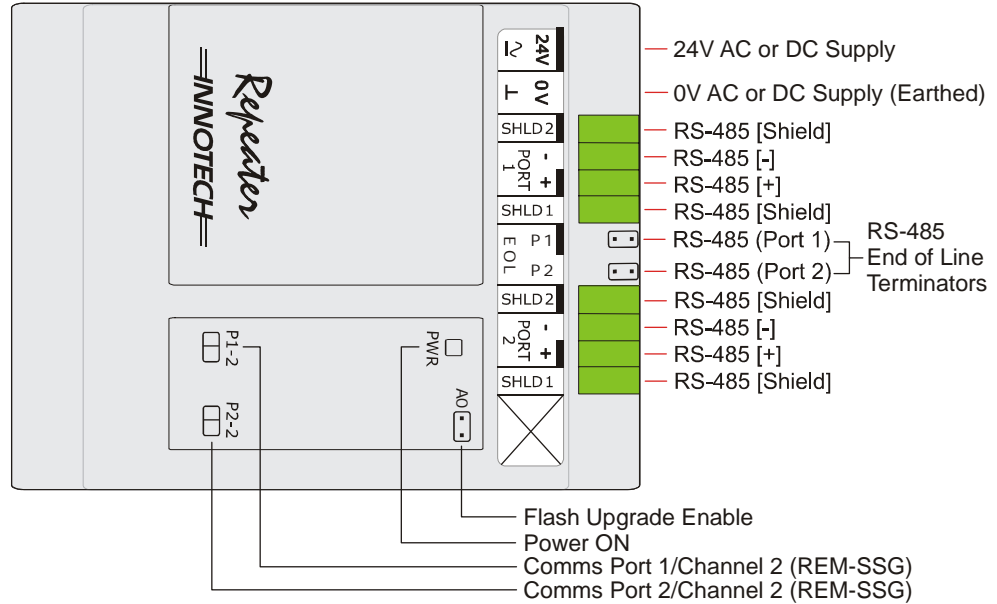 Repeater
INNOTECH
24V
0V
SHLD2
PORT 1
- +
SHLD1
EOL
P1
P2
SHLD2
PORT 2
- +
SHLD1
24V AC or DC Supply
0V AC or DC Supply (Earthed)
RS-485 [Shield]
RS-485 [-]
RS-485 [+]
RS-485 [Shield]
RS-485 (Port 1)
RS-485 (Port 2)
RS-485
End of Line
Terminators
RS-485 [Shield]
RS-485 [-]
RS-485 [+]
RS-485 [Shield]
P1-2
P2-2
PWR
A0
Flash Upgrade Enable
Power ON
Comms Port 1/Channel 2 (REM-SSG)
Comms Port 2/Channel 2 (REM-SSG)